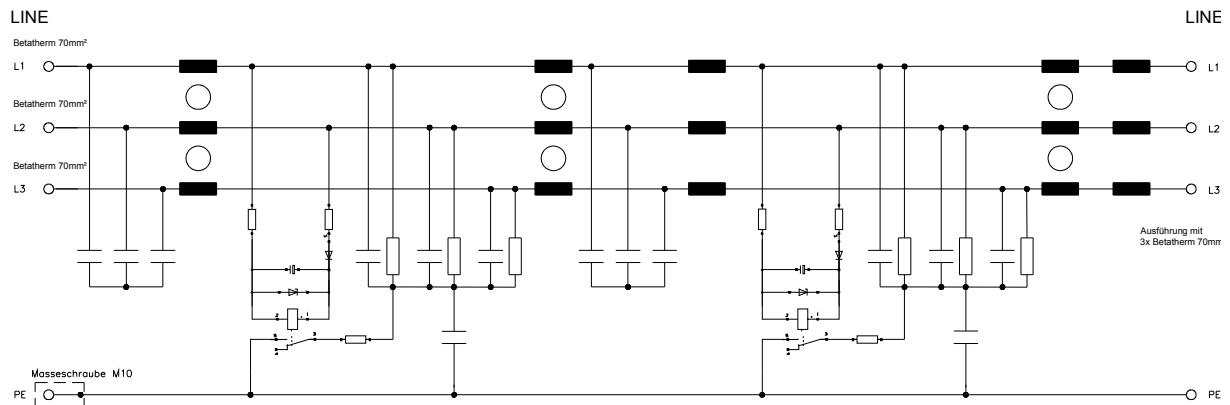 LINE
LINE
Betatherm 70mm²
L1
L1
Betatherm 70mm²
L2
L2
Betatherm 70mm²
L3
L3
Ausführung mit
3x Betatherm 70mm
Masseschraube M10
PE
PE